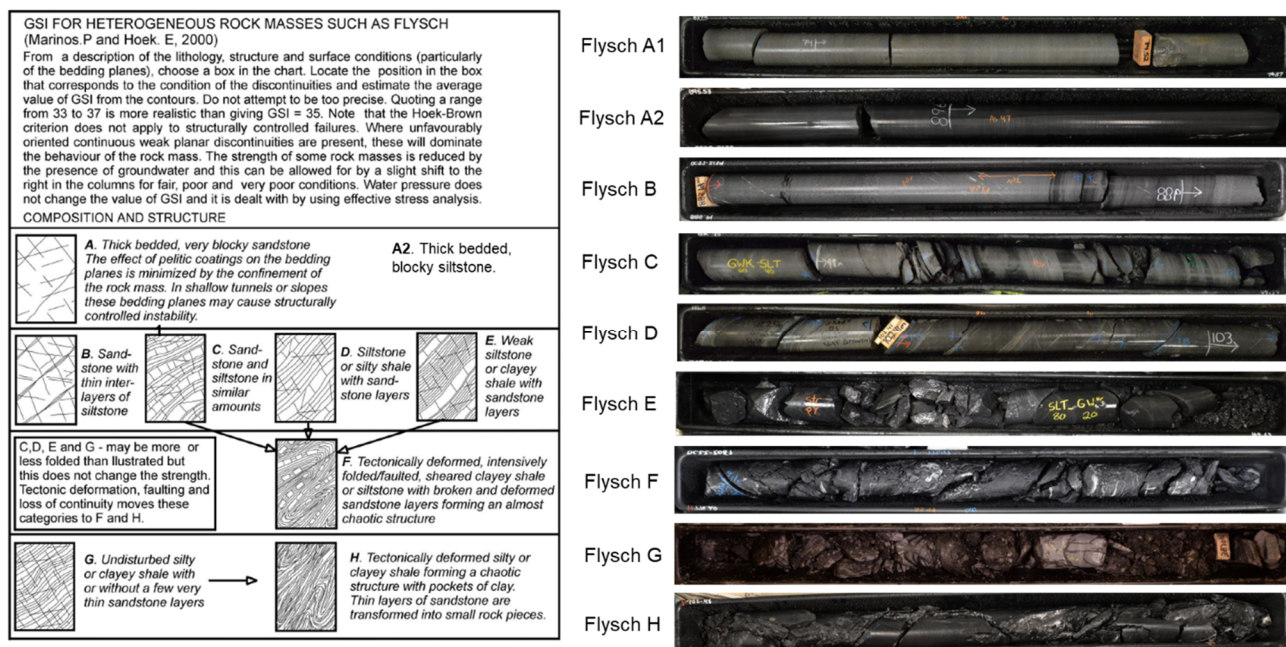 GSI FOR HETEROGENEOUS ROCK MASSES SUCH AS FLYSCH
(Marinos.P and Hoek. E, 2000)
From a description of the lithology, structure and surface conditions (particularly
of the bedding planes), choose a box in the chart. Locate the position in the box
that corresponds to the condition of the discontinuities and estimate the average
value of GSI from the contours. Do not attempt to be too precise. Quoting a range
from 33 to 37 is more realistic than giving GSI = 35. Note that the Hoek-Brown
criterion does not apply to structurally controlled failures. Where unfavourably
oriented continuous weak planar discontinuities are present, these will dominate
the behaviour of the rock mass. The strength of some rock masses is reduced by
the presence of groundwater and this can be allowed for by a slight shift to the
right in the columns for fair, poor and very poor conditions. Water pressure does
not change the value of GSI and it is dealt with by using effective stress analysis.
COMPOSITION AND STRUCTURE
A. Thick bedded, very blocky sandstone
The effect of pelitic coatings on the bedding
planes is minimized by the confinement of
the rock mass. In shallow tunnels or slopes
these bedding planes may cause structurally
controlled instability.
A2. Thick bedded,
blocky siltstone.
B. Sand-
stone with
thin inter-
layers of
siltstone
C. Sand-
stone and
siltstone in
similar
amounts
D. Siltstone
or silty shale
with sand-
stone layers
E. Weak
siltstone
or clayey
shale with
sandstone
layers
C,D, E and G - may be more or
less folded than llustrated but
this does not change the strength.
Tectonic deformation, faulting and
loss of continuity moves these
categories to F and H.
F. Tectonically deformed, intensively
folded/faulted, sheared clayey shale
or siltstone with broken and deformed
sandstone layers forming an almost
chaotic structure
G. Undisturbed silty
or clayey shale with
or without a few very
thin sandstone layers
H. Tectonically deformed silty or
clayey shale forming a chaotic
structure with pockets of clay.
Thin layers of sandstone are
transformed into small rock pieces.
Flysch A1
Flysch A2
Flysch B
88
Flysch C
GWK-SLT
Flysch D
103
Flysch E
SLT_GWK
80 20
Flysch F
Flysch G
Flysch H